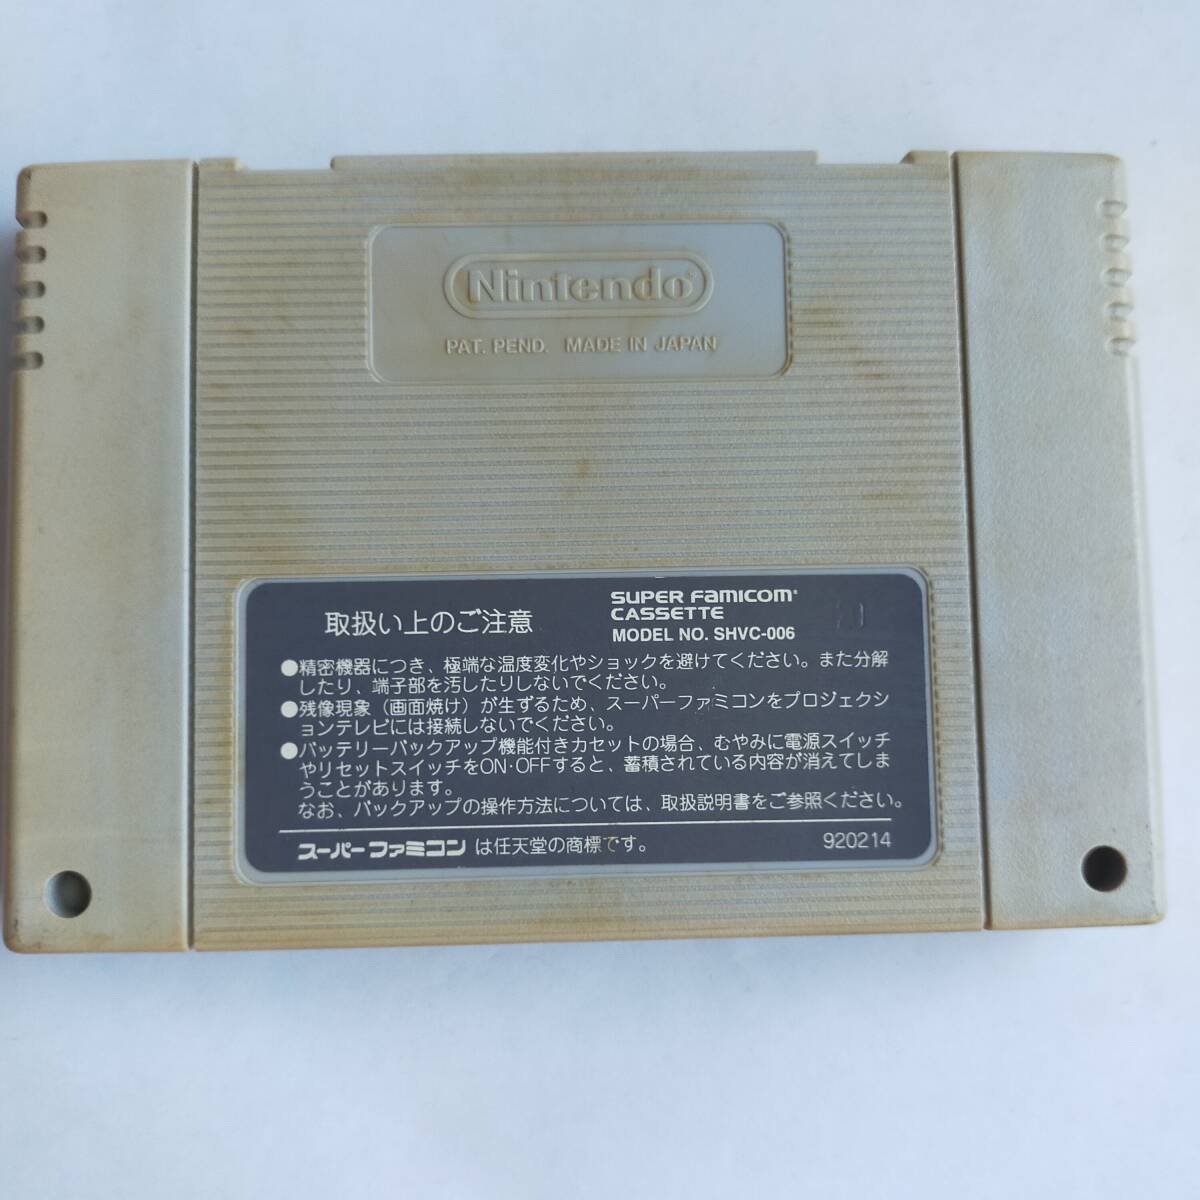 Nintendo®
PAT. PEND. MADE IN JAPAN
取扱い上のご注意
SUPER FAMICOM®
CASSETTE
MODEL NO. SHVC-006
●精密機器につき、極端な温度変化やショックを避けてください。また分解
したり、端子部を汚したりしないでください。
●残像現象（画面焼け）が生ずるため、スーパーファミコンをプロジェクシ
ョンテレビには接続しないでください。
●バッテリーバックアップ機能付きカセットの場合、むやみに電源スイッチ
やリセットスイッチをON・OFFすると、蓄積されている内容が消えてしま
うことがあります。
なお、バックアップの操作方法については、取扱説明書をご参照ください。
スーパーファミコン は任天堂の商標です。
920214